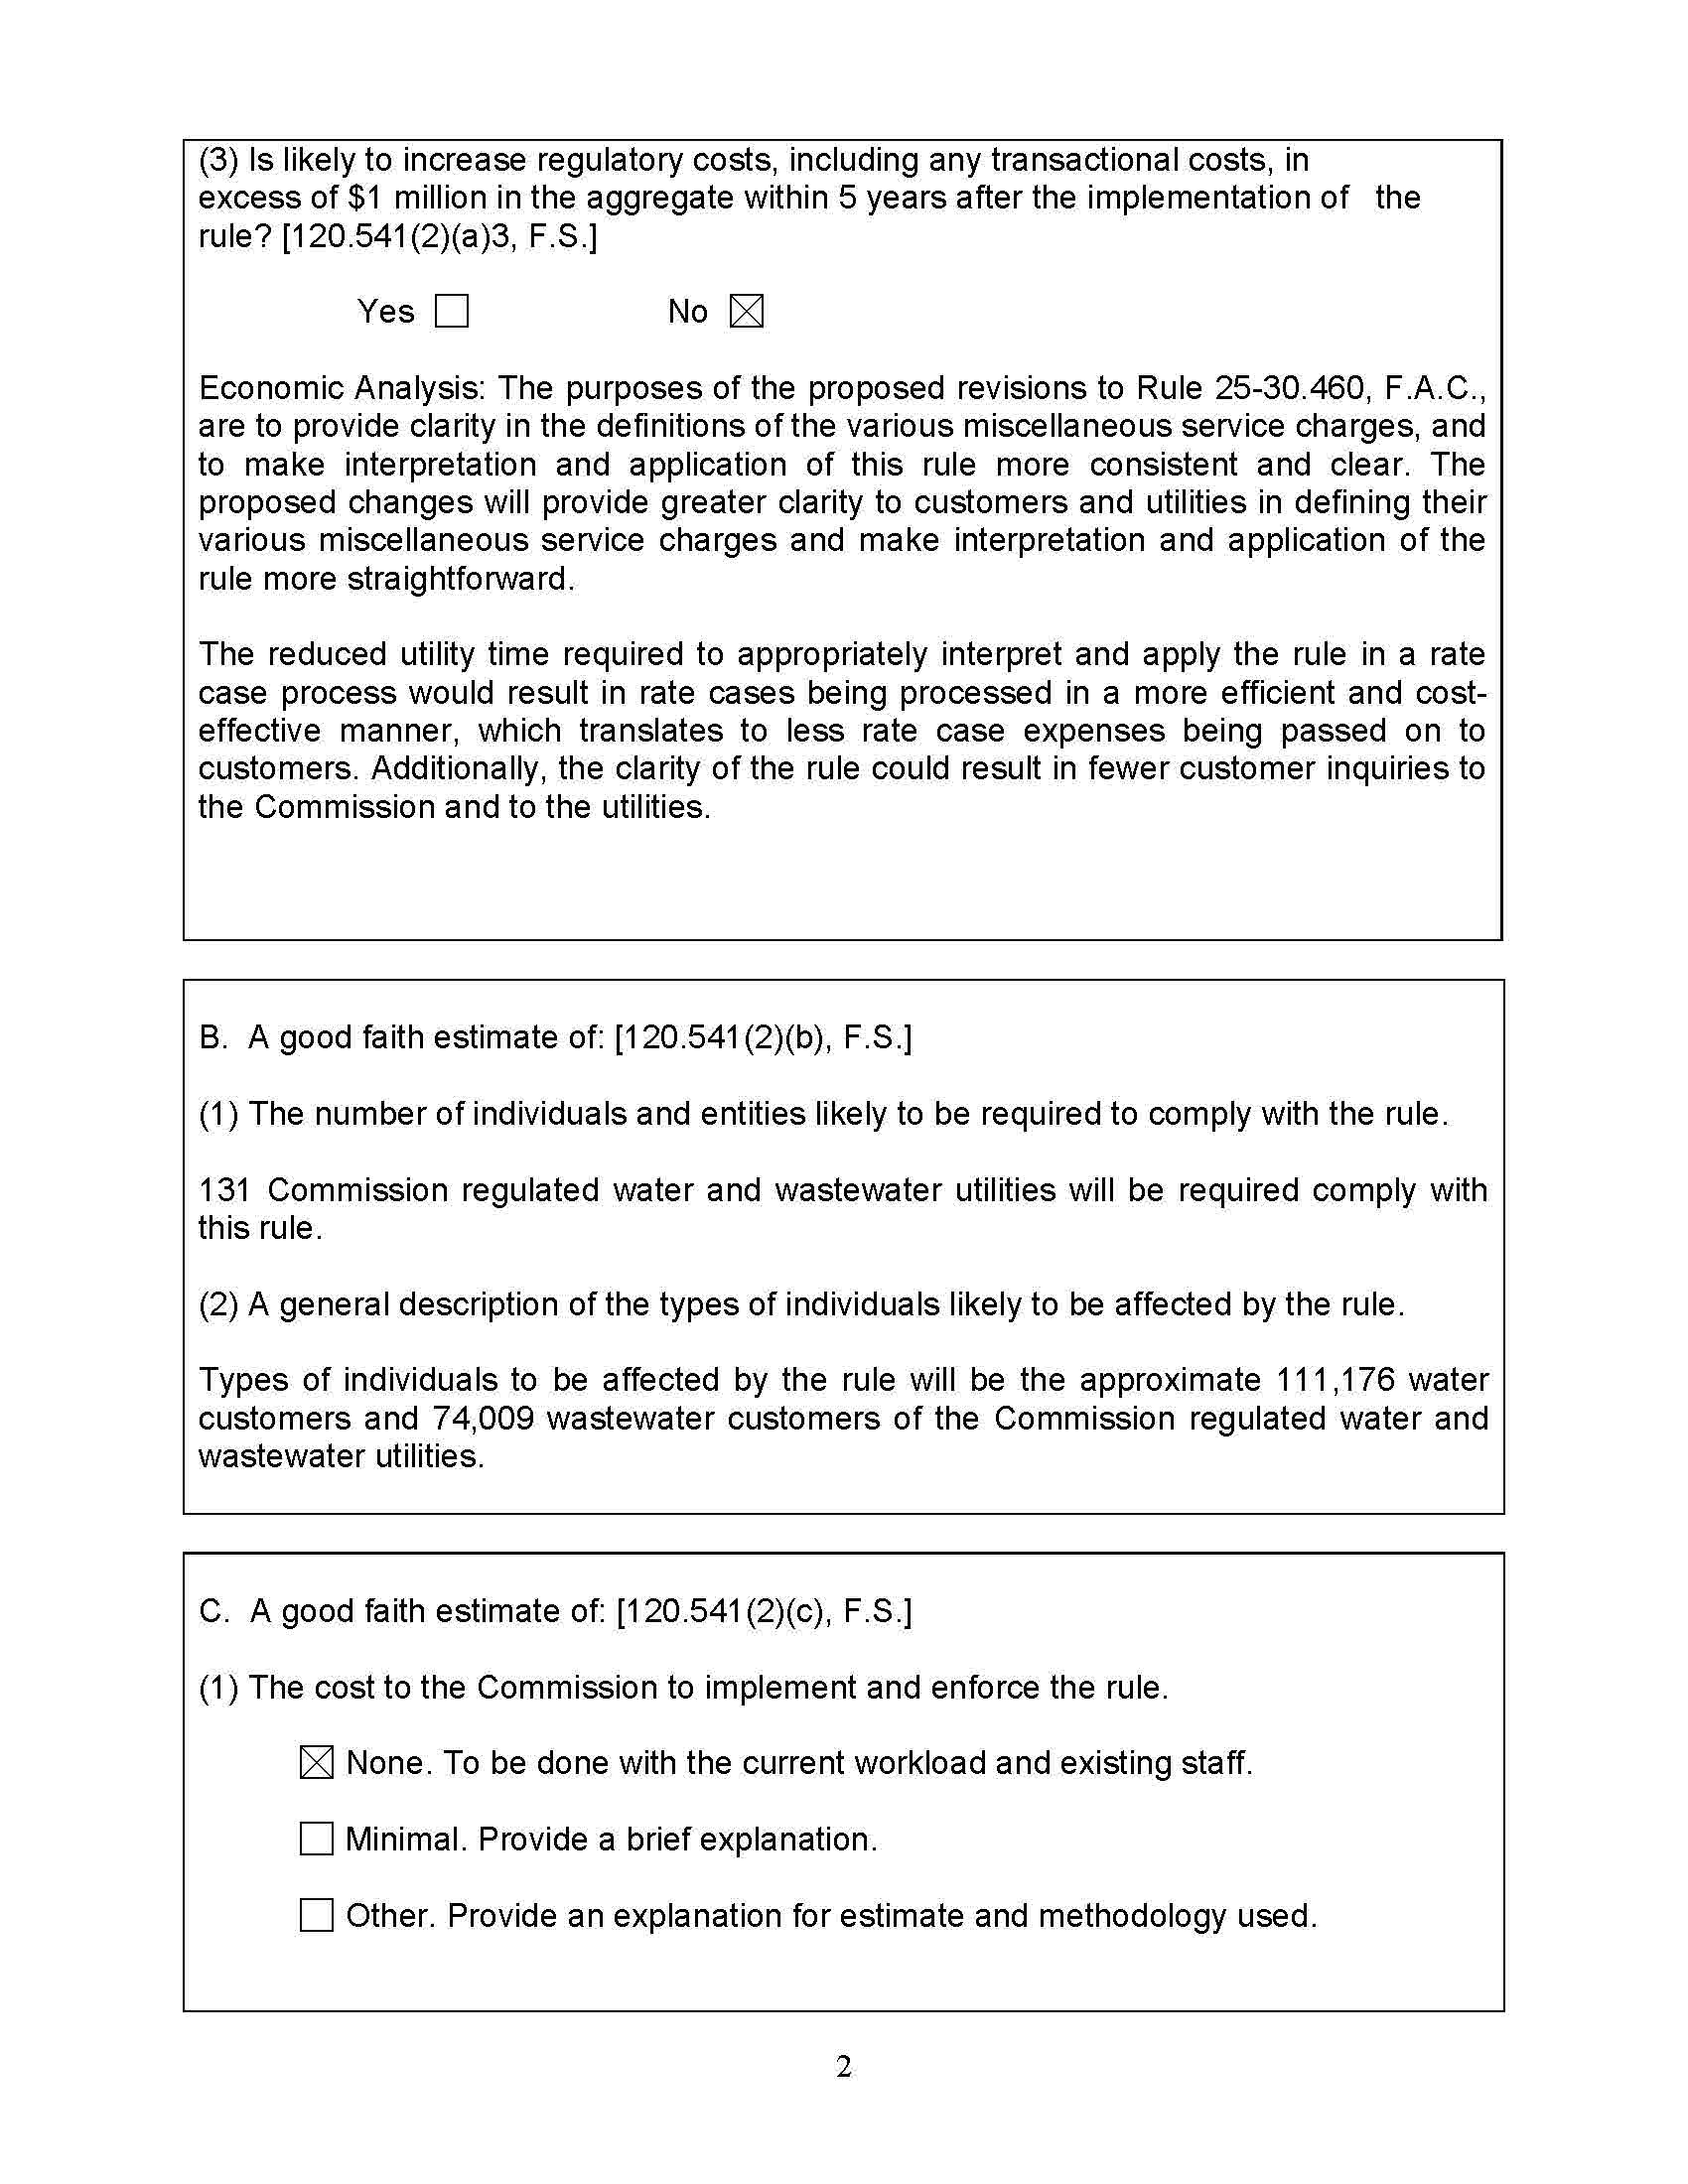 (3) Is likely to increase regulatory costs, including any transactional costs, in
excess of $1 million in the aggregate within 5 years after the implementation of the
rule? [120.541(2)(a)3, F.S.]
Yes ☐ No ☒
Economic Analysis: The purposes of the proposed revisions to Rule 25-30.460, F.A.C.,
are to provide clarity in the definitions of the various miscellaneous service charges, and
to make interpretation and application of this rule more consistent and clear. The
proposed changes will provide greater clarity to customers and utilities in defining their
various miscellaneous service charges and make interpretation and application of the
rule more straightforward.
The reduced utility time required to appropriately interpret and apply the rule in a rate
case process would result in rate cases being processed in a more efficient and cost-
effective manner, which translates to less rate case expenses being passed on to
customers. Additionally, the clarity of the rule could result in fewer customer inquiries to
the Commission and to the utilities.
B. A good faith estimate of: [120.541(2)(b), F.S.]
(1) The number of individuals and entities likely to be required to comply with the rule.
131 Commission regulated water and wastewater utilities will be required comply with
this rule.
(2) A general description of the types of individuals likely to be affected by the rule.
Types of individuals to be affected by the rule will be the approximate 111,176 water
customers and 74,009 wastewater customers of the Commission regulated water and
wastewater utilities.
C. A good faith estimate of: [120.541(2)(c), F.S.]
(1) The cost to the Commission to implement and enforce the rule.
☒ None. To be done with the current workload and existing staff.
☐ Minimal. Provide a brief explanation.
☐ Other. Provide an explanation for estimate and methodology used.
2